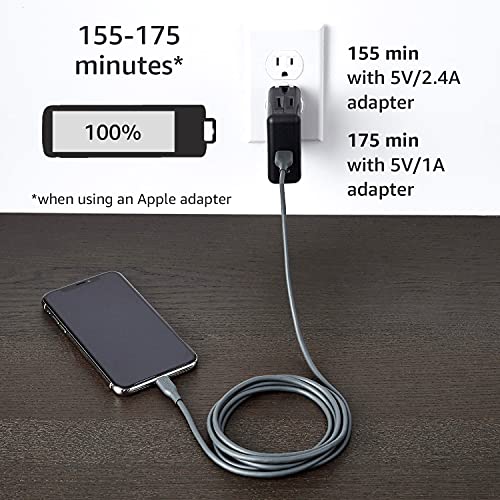 155-175
minutes*
100%
*when using an Apple adapter
155 min
with 5V/2.4A
adapter
175 min
with 5V/1A
adapter